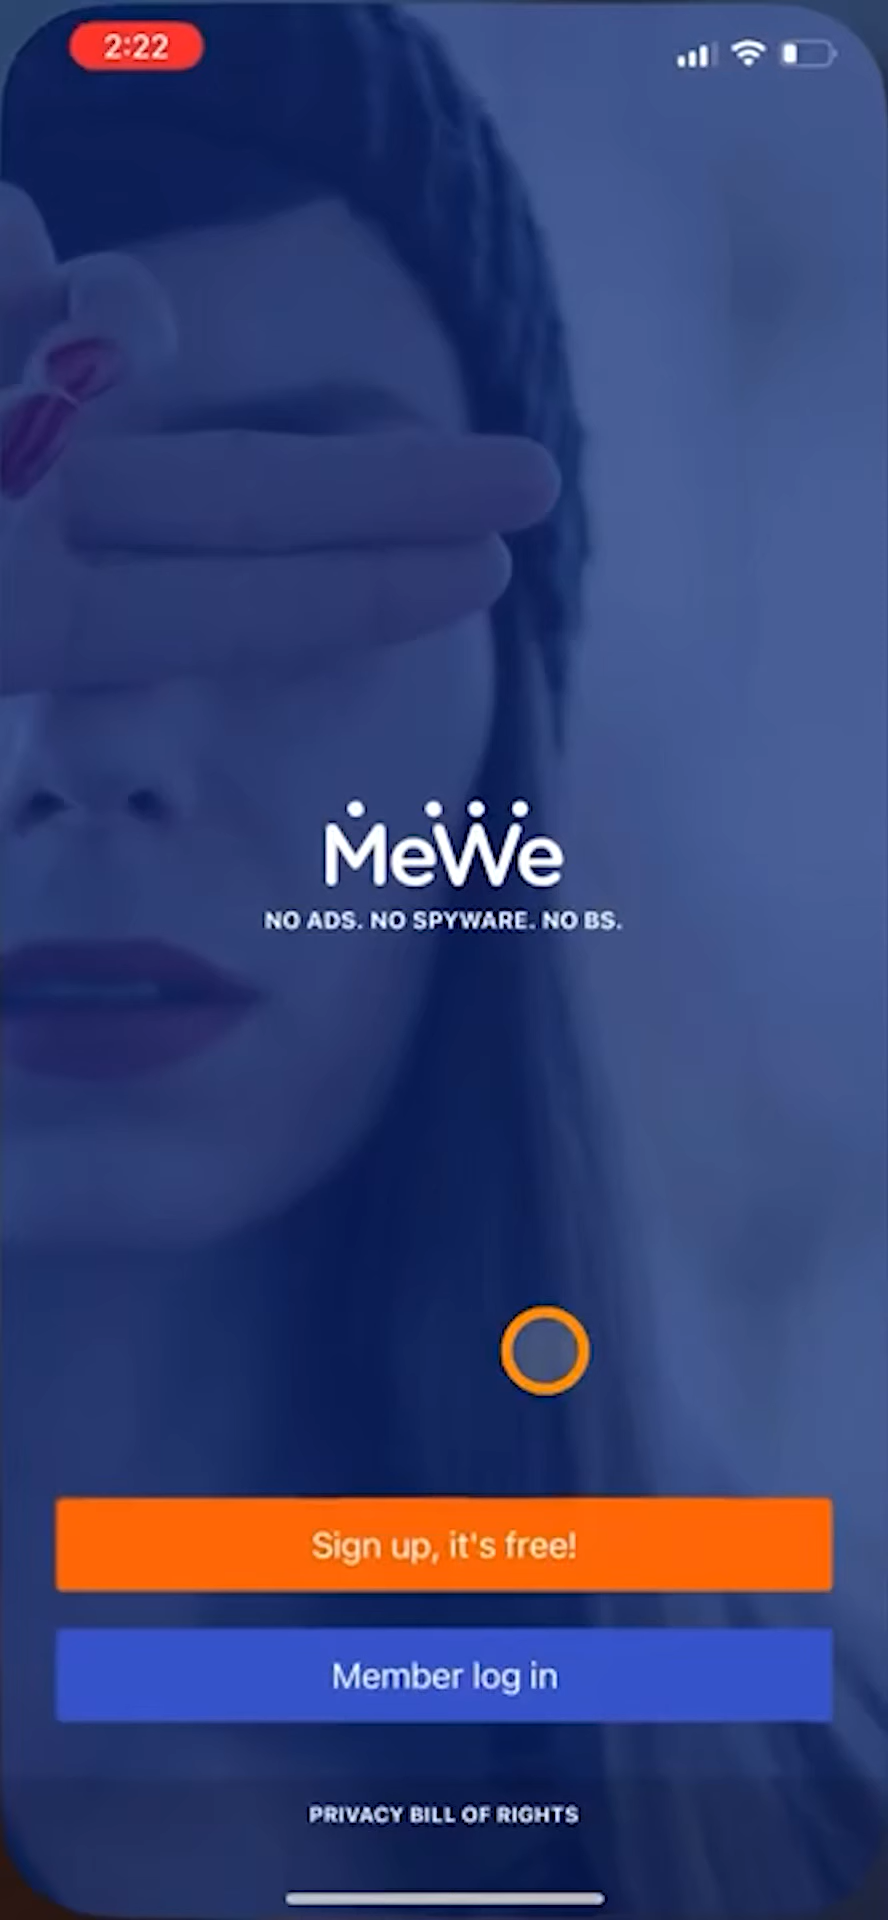 2:22
MeWe
NO ADS. NO SPYWARE. NO BS.
Sign up, it's free!
Member log in
PRIVACY BILL OF RIGHTS